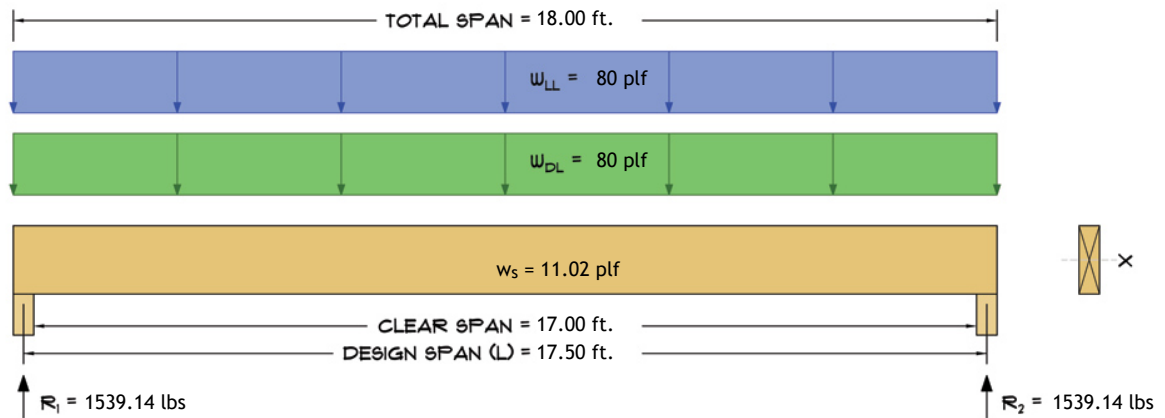 TOTAL SPAN = 18.00 ft.
wLL = 80 plf
wDL = 80 plf
ws = 11.02 plf
X
CLEAR SPAN = 17.00 ft.
DESIGN SPAN (L) = 17.50 ft.
R1 = 1539.14 lbs
R2 = 1539.14 lbs